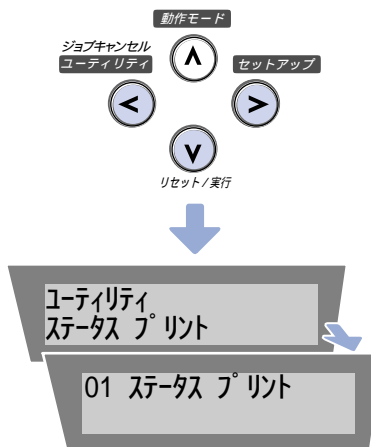 動作モード
ジョブキャンセル
ユーティリティ
セットアップ
リセット/実行
ユーティリティ
ステータス プリント
01 ステータス プリント